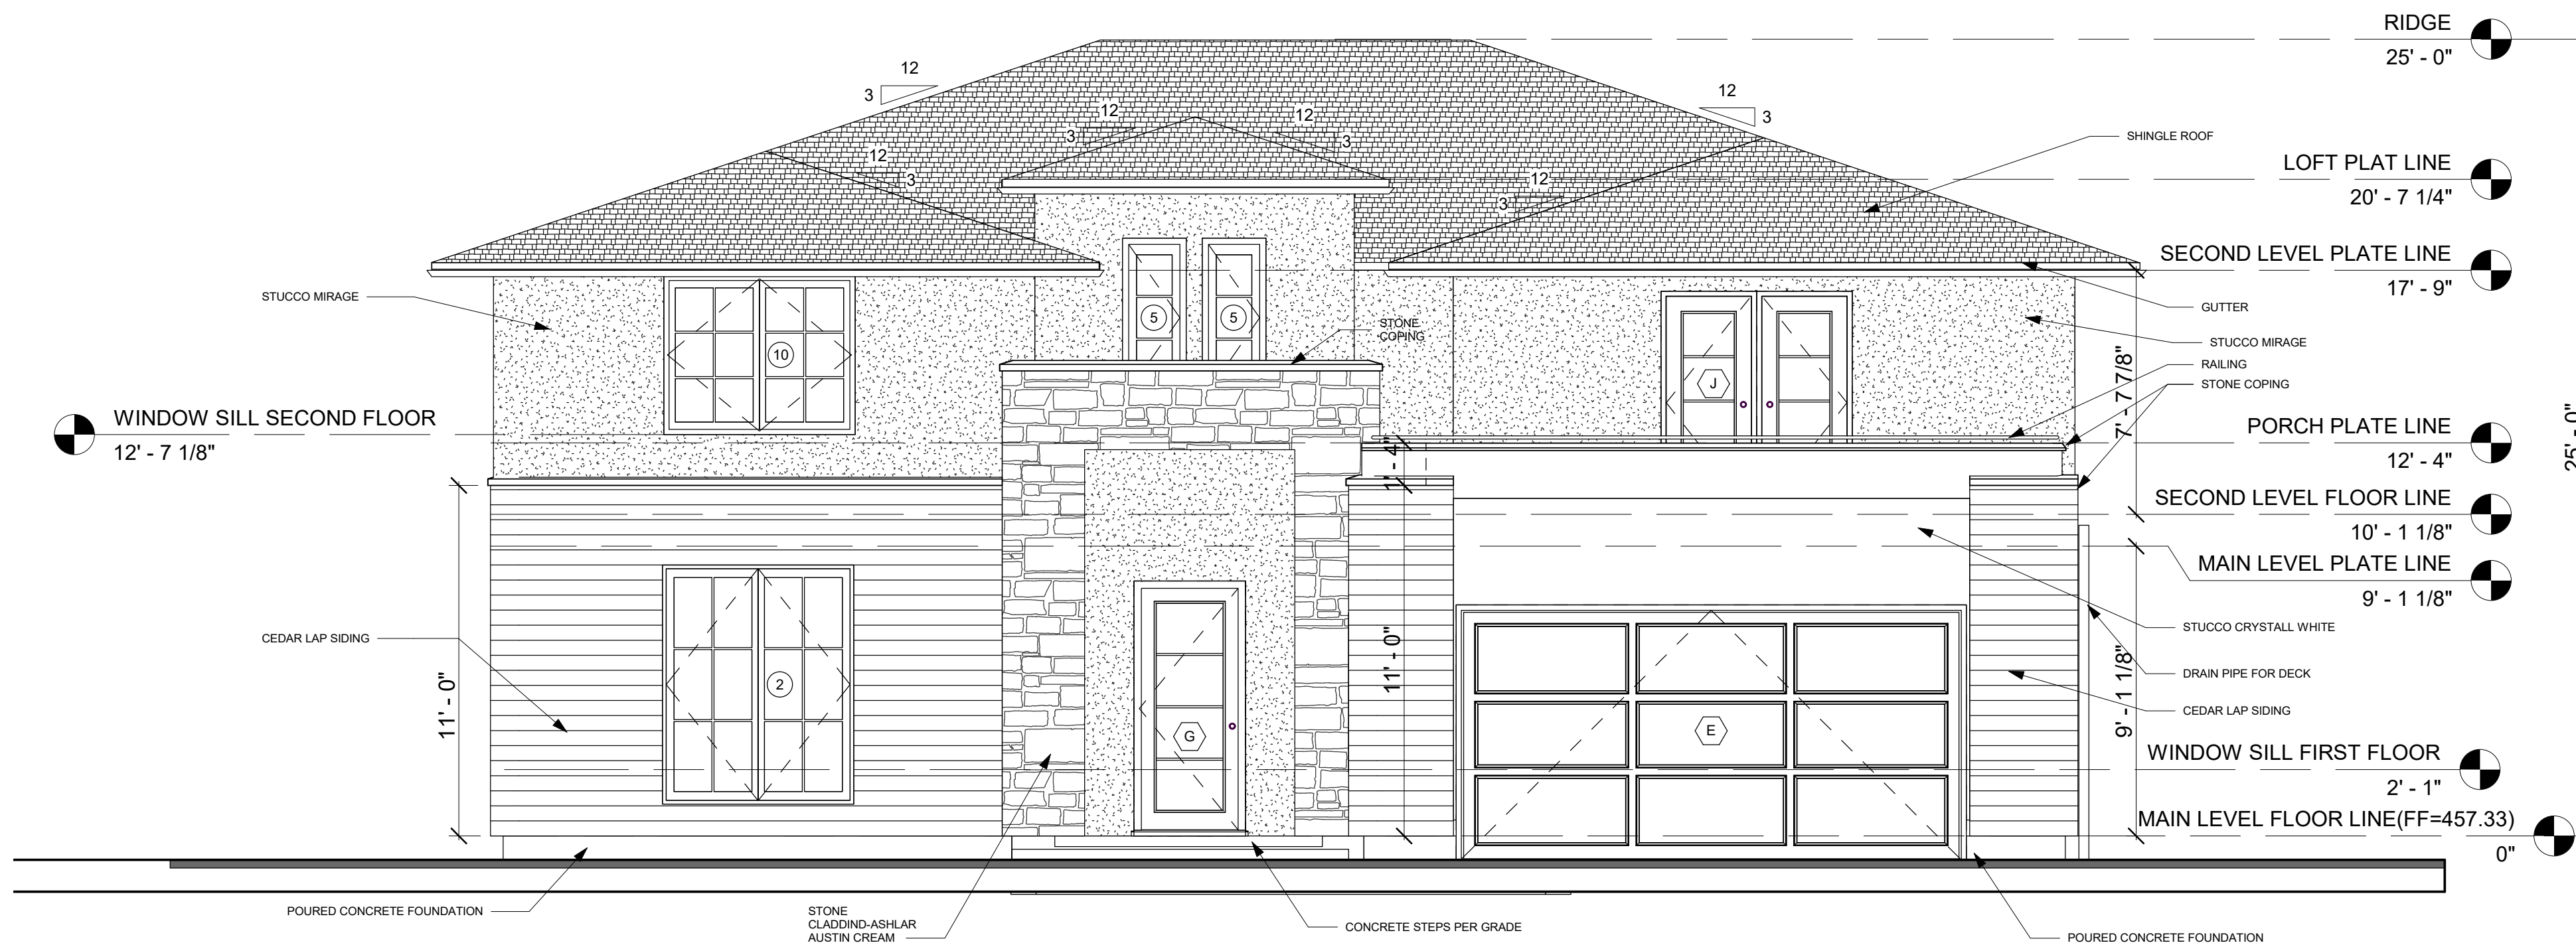 RIDGE
25' - 0"
12
3
12
3
12
3
12
3
12
3
12
3
SHINGLE ROOF
LOFT PLAT LINE
20' - 7 1/4"
SECOND LEVEL PLATE LINE
17' - 9"
STUCCO MIRAGE
GUTTER
5
5
STONE
COPING
10
STUCCO MIRAGE
RAILING
STONE COPING
J
7' - 7 7/8"
25' - 0"
WINDOW SILL SECOND FLOOR
12' - 7 1/8"
PORCH PLATE LINE
12' - 4"
1' - 4"
SECOND LEVEL FLOOR LINE
10' - 1 1/8"
MAIN LEVEL PLATE LINE
9' - 1 1/8"
STUCCO CRYSTALL WHITE
CEDAR LAP SIDING
11' - 0"
2
11' - 0"
G
E
9' - 1 1/8"
DRAIN PIPE FOR DECK
CEDAR LAP SIDING
WINDOW SILL FIRST FLOOR
2' - 1"
MAIN LEVEL FLOOR LINE(FF=457.33)
0"
POURED CONCRETE FOUNDATION
STONE
CLADDIND-ASHLAR
AUSTIN CREAM
CONCRETE STEPS PER GRADE
POURED CONCRETE FOUNDATION